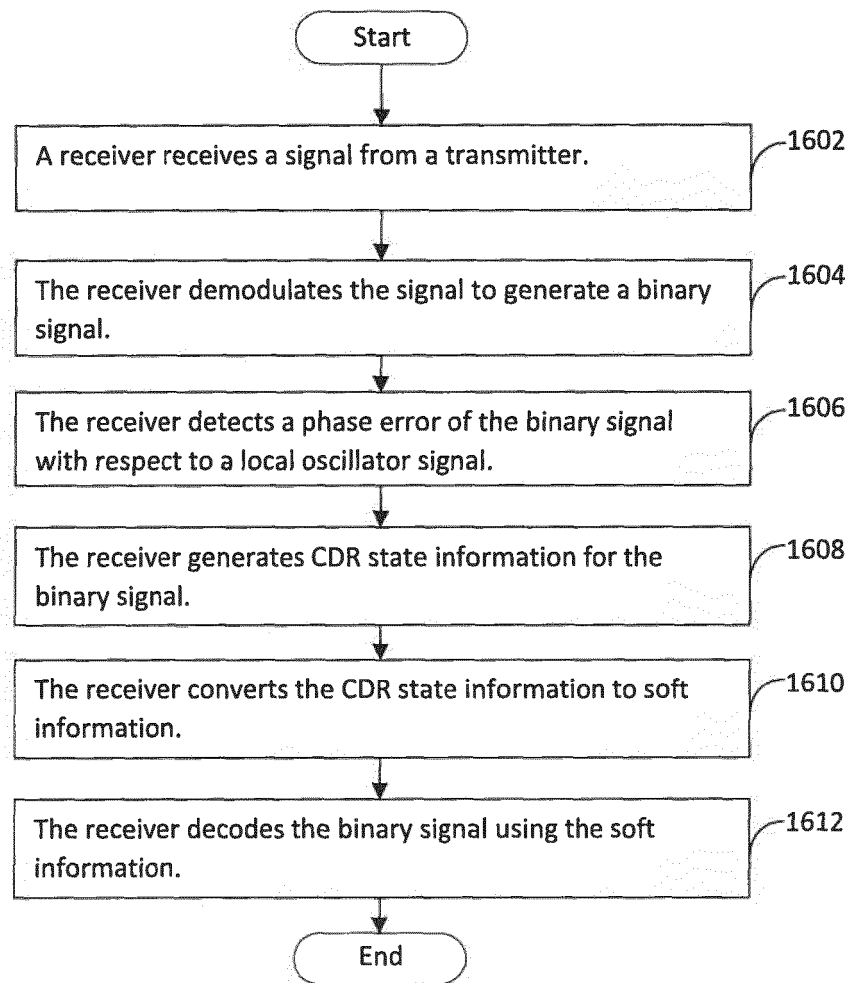 Start
A receiver receives a signal from a transmitter.
1602
The receiver demodulates the signal to generate a binary
signal.
1604
The receiver detects a phase error of the binary signal
with respect to a local oscillator signal.
1606
The receiver generates CDR state information for the
binary signal.
1608
The receiver converts the CDR state information to soft
information.
1610
The receiver decodes the binary signal using the soft
information.
1612
End